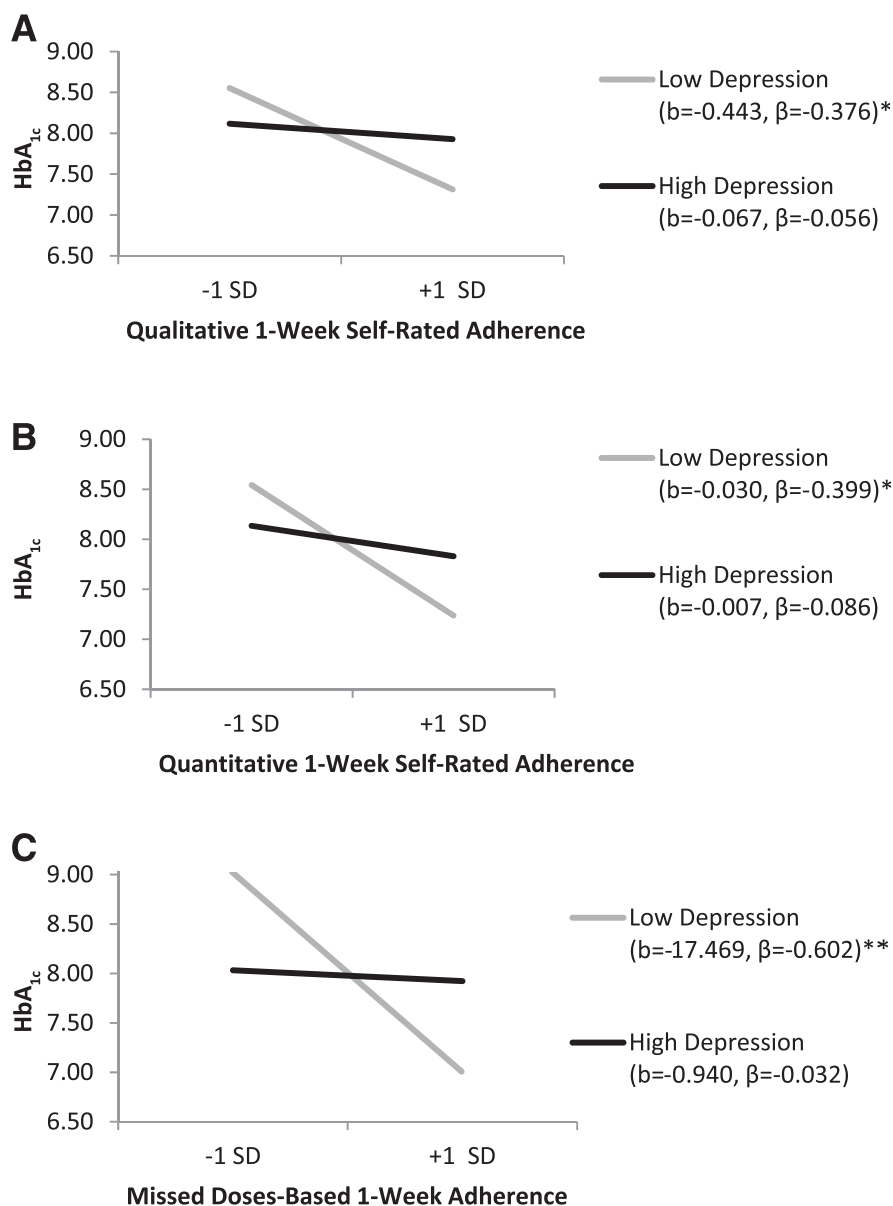 A
9.00
8.50
8.00
7.50
7.00
6.50
HbA1c
-1 SD
+1 SD
Qualitative 1-Week Self-Rated Adherence
Low Depression
(b=-0.443, β=-0.376)*
High Depression
(b=-0.067, β=-0.056)
B
9.00
8.50
8.00
7.50
7.00
6.50
HbA1c
-1 SD
+1 SD
Quantitative 1-Week Self-Rated Adherence
Low Depression
(b=-0.030, β=-0.399)*
High Depression
(b=-0.007, β=-0.086)
C
9.00
8.50
8.00
7.50
7.00
6.50
HbA1c
-1 SD
+1 SD
Missed Doses-Based 1-Week Adherence
Low Depression
(b=-17.469, β=-0.602)**
High Depression
(b=-0.940, β=-0.032)